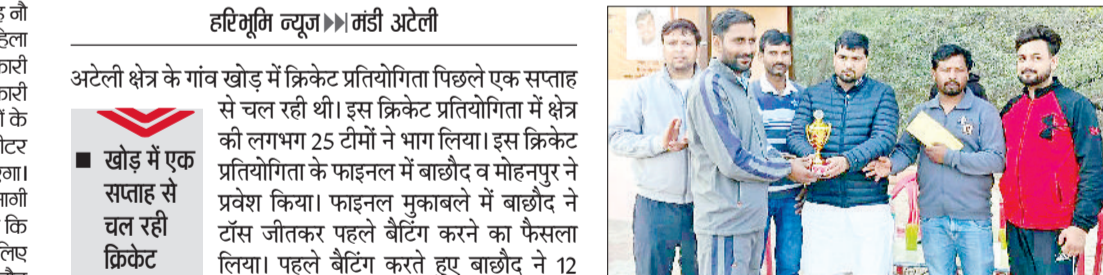 हरिभूमि न्यूज▸▸|मंडी अटेली
अटेली क्षेत्र के गांव खोड़ में क्रिकेट प्रतियोगिता पिछले एक सप्ताह
से चल रही थी। इस क्रिकेट प्रतियोगिता में क्षेत्र
की लगभग 25 टीमों ने भाग लिया। इस क्रिकेट
प्रतियोगिता के फाइनल में बाछौद व मोहनपुर ने
प्रवेश किया। फाइनल मुकाबले में बाछौद ने
टॉस जीतकर पहले बैटिंग करने का फैसला
लिया। पहले बैटिंग करते हुए बाछौद ने 12
■ खोड़ में एक
सप्ताह से
चल रही
क्रिकेट
नौ
कारी
कारी
के
कि